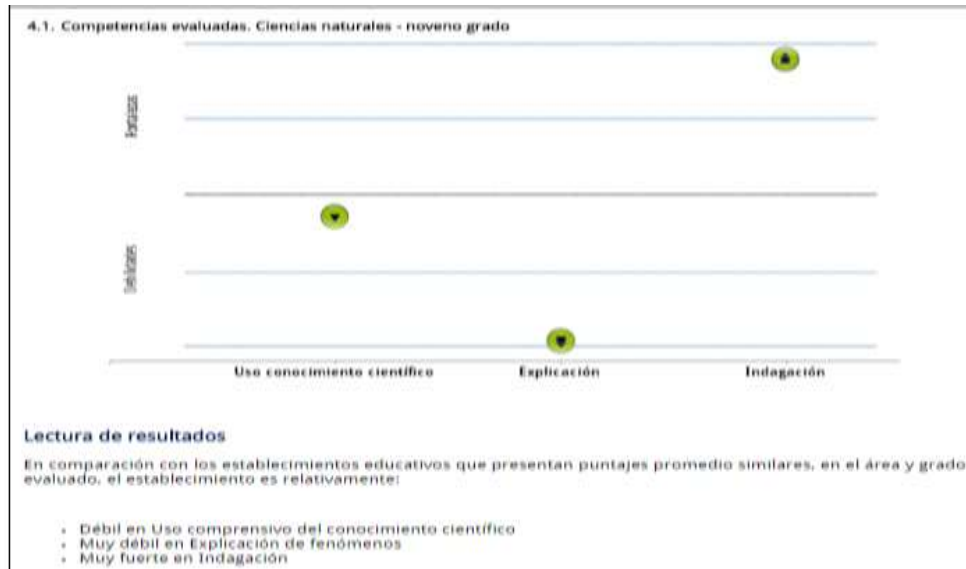 4.1. Competencias evaluadas. Ciencias naturales - noveno grado
Fortalezas
Debilidades
Uso conocimiento científico
Explicación
Indagación
Lectura de resultados
En comparación con los establecimientos educativos que presentan puntajes promedio similares, en el área y grado
evaluado, el establecimiento es relativamente:
• Débil en Uso comprensivo del conocimiento científico
• Muy débil en Explicación de fenómenos
• Muy fuerte en Indagación